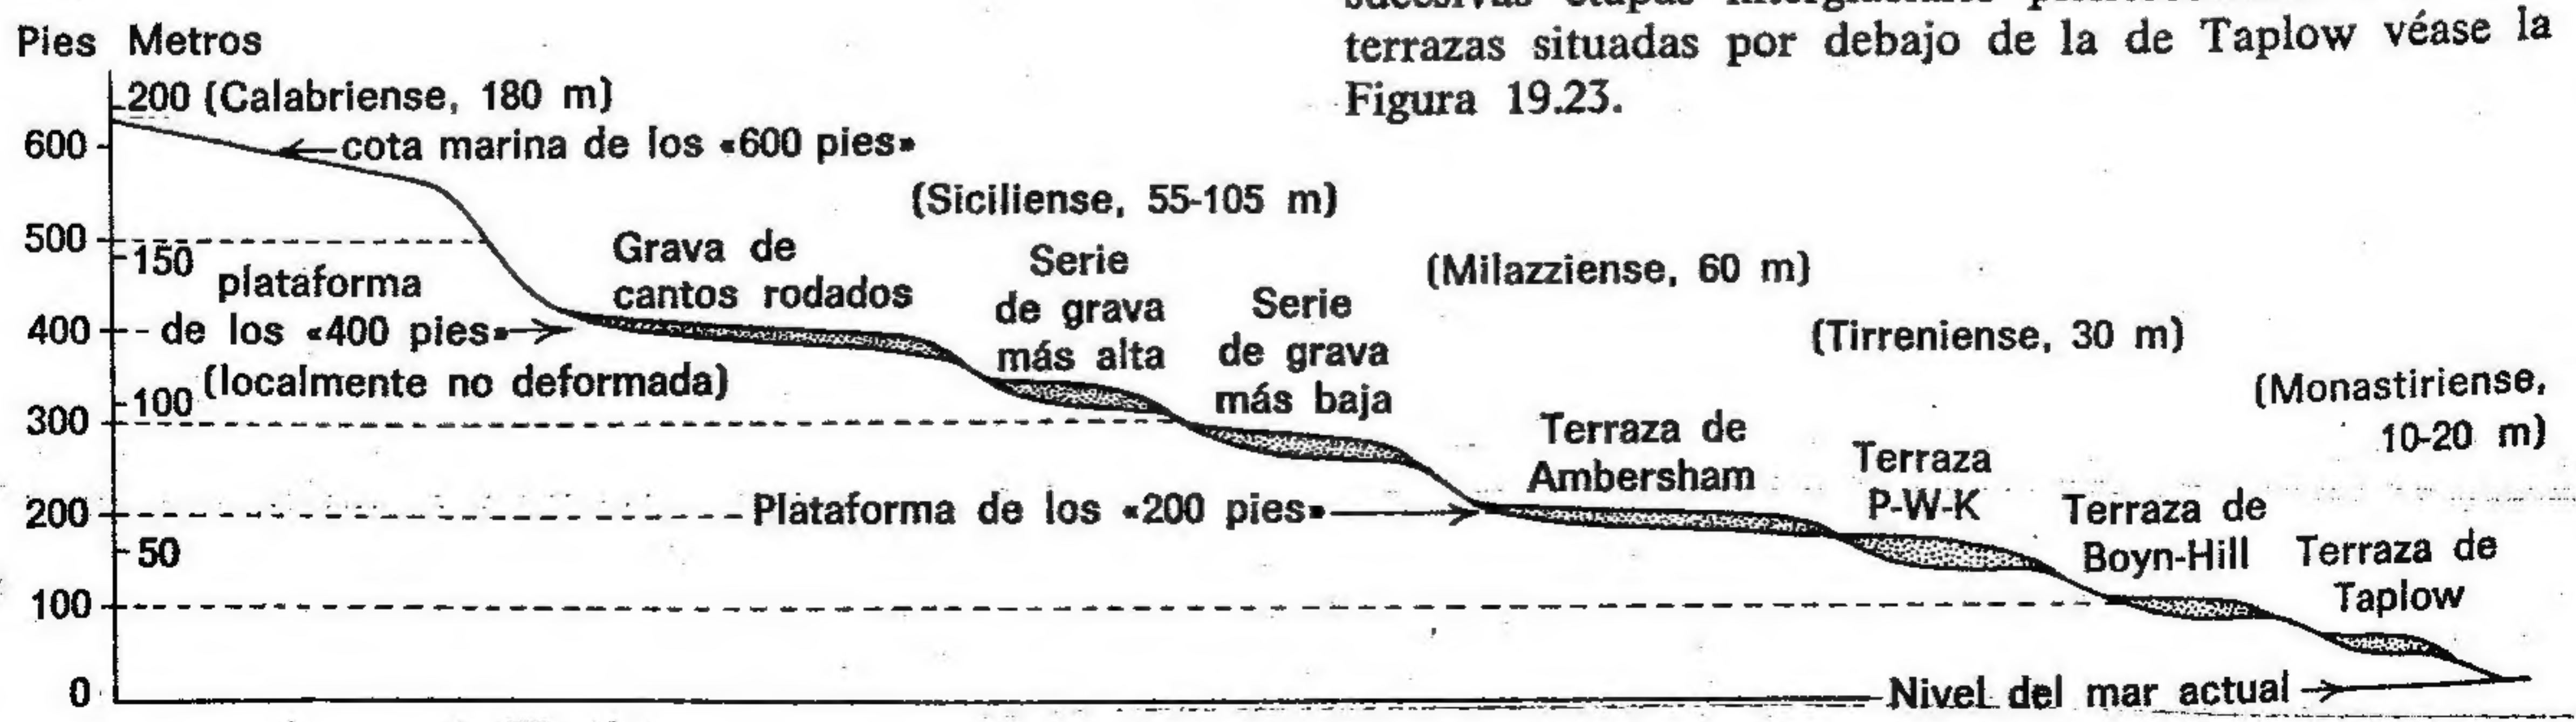 terrazas situadas por debajo de la de Taplow véase la
Figura 19.23.
Pies Metros
200 (Calabriense, 180 m)
600
cota marina de los «600 pies»
(Siciliense, 55-105 m)
500
150
Grava de
cantos rodados
Serie
de grava
más alta
(Milazziense, 60 m)
plataforma
400 de los «400 pies»
(localmente no deformada)
Serie
de grava
más baja
(Tirreniense, 30 m)
100
300
(Monastiriense,
10-20 m)
Terraza de
Ambersham
Terraza
P-W-K
200
Plataforma de los «200 pies»
Terraza de
Boyn-Hill
Terraza de
Taplow
50
100
0
Nivel del mar actual